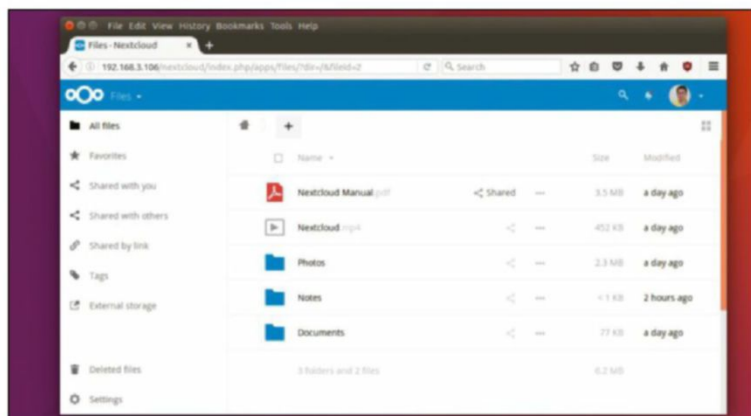 File Edit View History Bookmarks Tools Help
Files - Nextcloud
192.168.3.106/nextcloud/index.php/apps/files/?dir=/&fileid=2
Search
Files
All files
Favorites
Shared with you
Shared with others
Shared by link
Tags
External storage
Deleted files
Settings
Name Size Modified
Nextcloud Manual.pdf Shared 3.5 MB a day ago
Nextcloud.mp4 452 KB a day ago
Photos 2.3 MB a day ago
Notes < 1 KB 2 hours ago
Documents 77 KB a day ago
3 folders and 2 files 6.2 MB